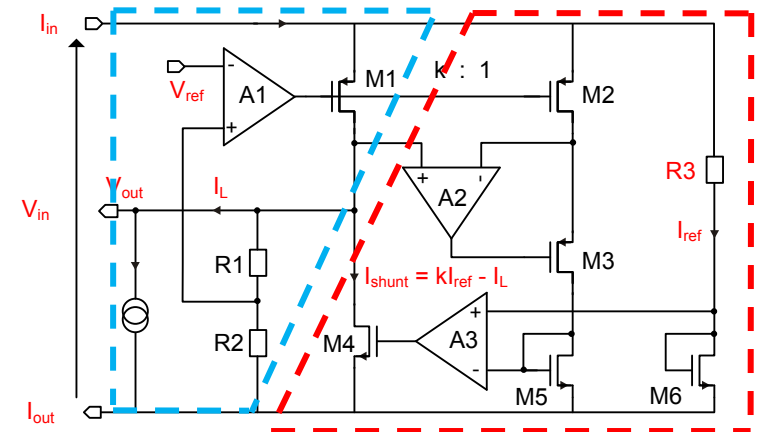 Iin
M1
k : 1
Vref
A1
M2
-
+
+
-
A2
R3
Vout
IL
Vin
Iref
R1
M3
Ishunt = kIref - IL
+
A3
-
R2
M4
M5
M6
Iout